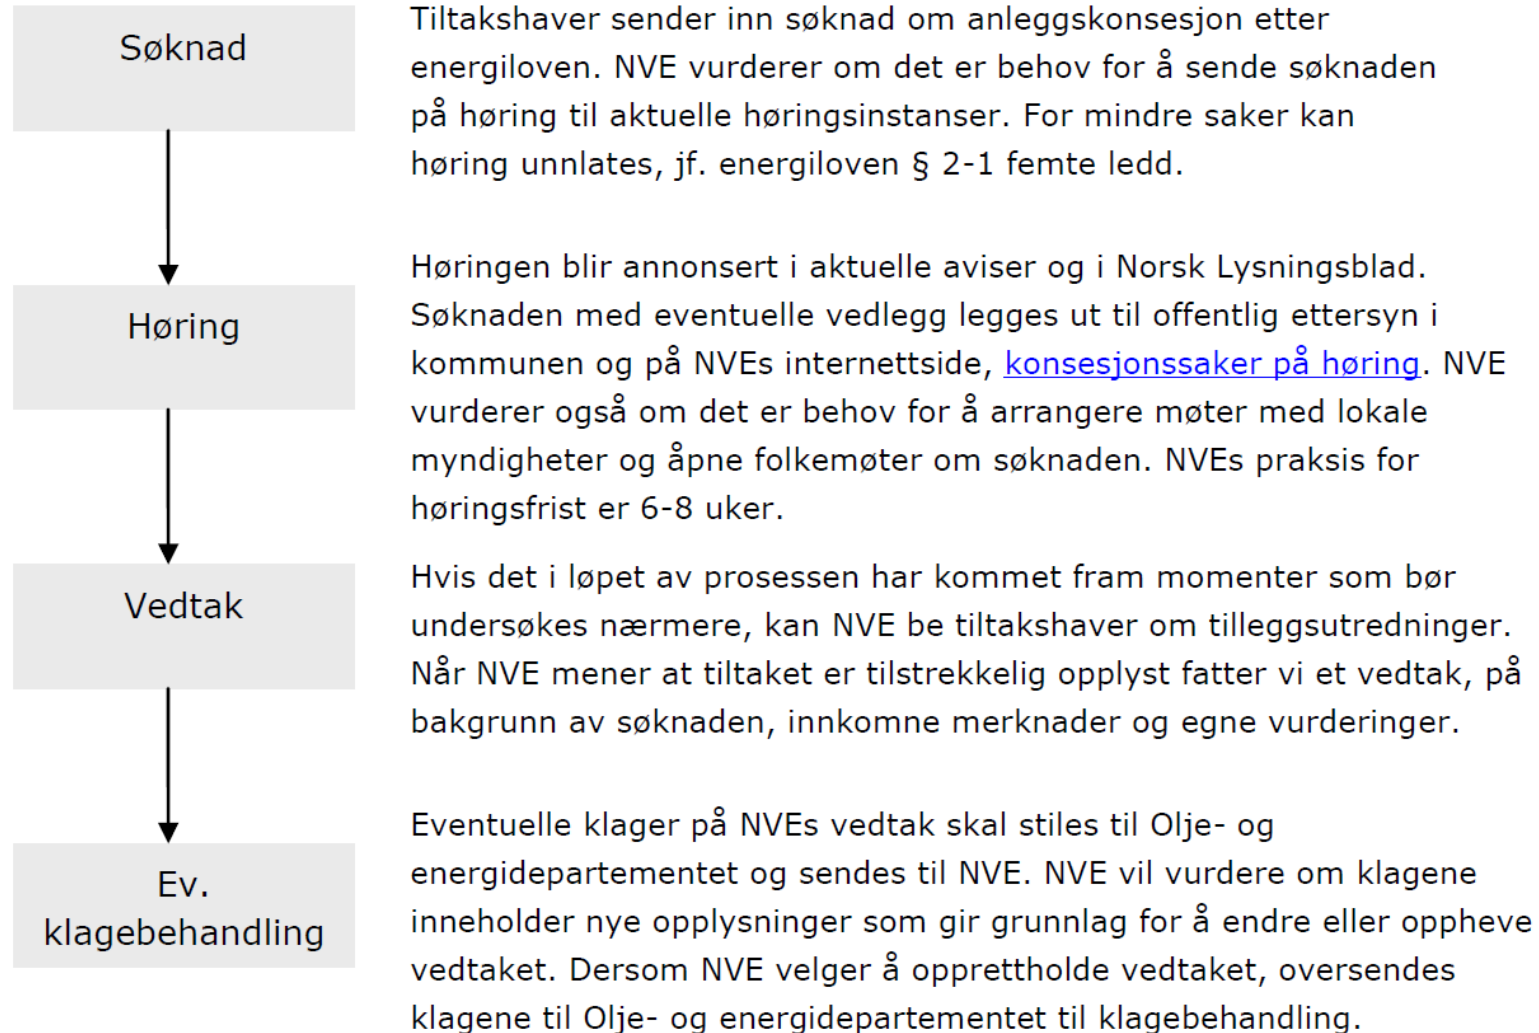 Søknad
Tiltakshaver sender inn søknad om anleggskonsesjon etter
energiloven. NVE vurderer om det er behov for å sende søknaden
på høring til aktuelle høringsinstanser. For mindre saker kan
høring unnlates, jf. energiloven § 2-1 femte ledd.
Høring
Høringen blir annonsert i aktuelle aviser og i Norsk Lysningsblad.
Søknaden med eventuelle vedlegg legges ut til offentlig ettersyn i
kommunen og på NVEs internettside, konsesjonssaker på høring. NVE
vurderer også om det er behov for å arrangere møter med lokale
myndigheter og åpne folkemøter om søknaden. NVEs praksis for
høringsfrist er 6-8 uker.
Vedtak
Hvis det i løpet av prosessen har kommet fram momenter som bør
undersøkes nærmere, kan NVE be tiltakshaver om tilleggsutredninger.
Når NVE mener at tiltaket er tilstrekkelig opplyst fatter vi et vedtak, på
bakgrunn av søknaden, innkomne merknader og egne vurderinger.
Ev.
klagebehandling
Eventuelle klager på NVEs vedtak skal stiles til Olje- og
energidepartementet og sendes til NVE. NVE vil vurdere om klagene
inneholder nye opplysninger som gir grunnlag for å endre eller oppheve
vedtaket. Dersom NVE velger å opprettholde vedtaket, oversendes
klagene til Olje- og energidepartementet til klagebehandling.